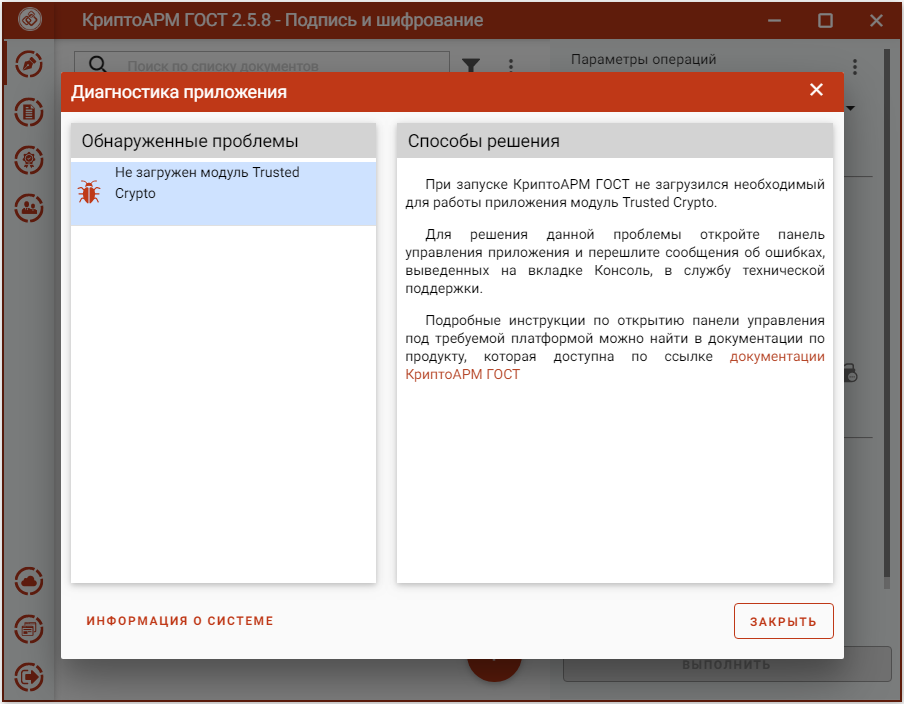 КриптоАРМ ГОСТ 2.5.8 - Подпись и шифрование
Поиск по списку документов
Параметры операций
Диагностика приложения
Обнаруженные проблемы
Не загружен модуль Trusted
Crypto
Способы решения
При запуске КриптоАРМ ГОСТ не загрузился необходимый
для работы приложения модуль Trusted Crypto.
Для решения данной проблемы откройте панель
управления приложения и перешлите сообщения об ошибках,
выведенных на вкладке Консоль, в службу технической
поддержки.
Подробные инструкции по открытию панели управления
под требуемой платформой можно найти в документации по
продукту, которая доступна по ссылке документации
КриптоАРМ ГОСТ
ИНФОРМАЦИЯ О СИСТЕМЕ
ЗАКРЫТЬ
ВЫПОЛНИТЬ